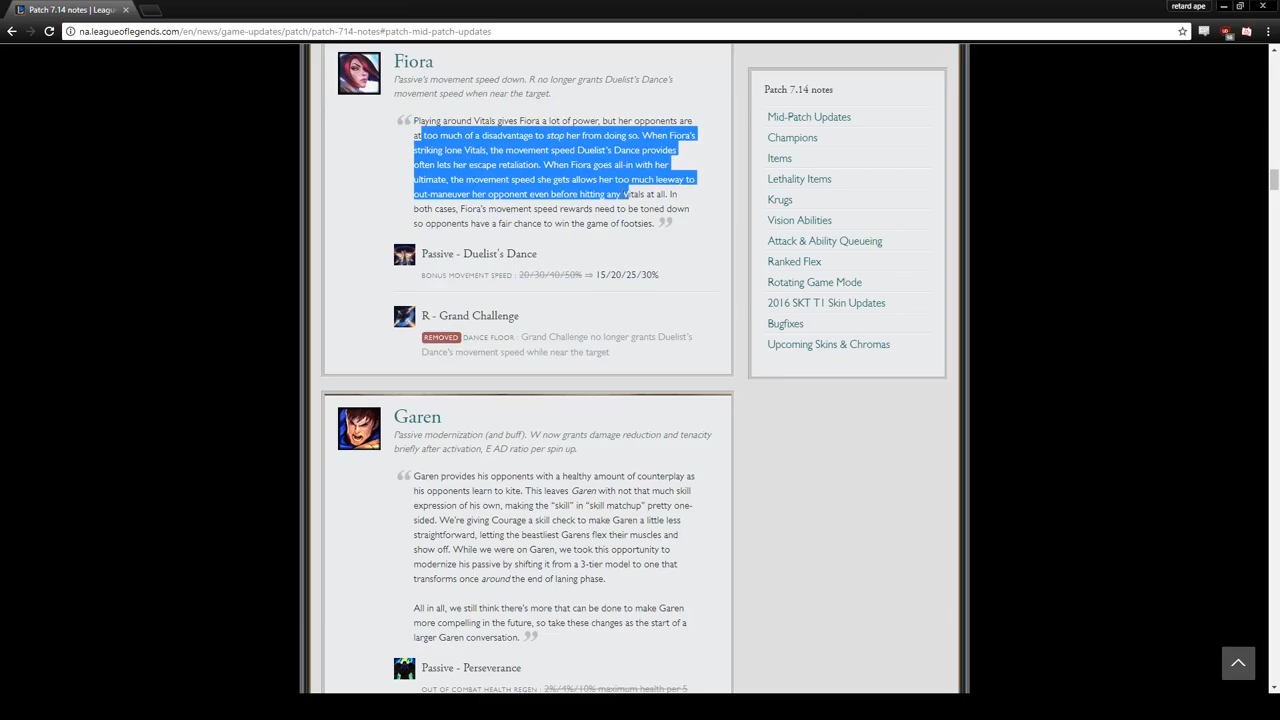 Patch 7.14 notes | Leagu
retard ape
na.leagueoflegends.com/en/news/game-updates/patch/patch-714-notes#patch-mid-patch-updates
Fiora
Passive's movement speed down. R no longer grants Duelist's Dance's
movement speed when near the target.
Playing around Vitals gives Fiora a lot of power, but her opponents are
at too much of a disadvantage to stop her from doing so. When Fiora's
striking lone Vitals, the movement speed Duelist's Dance provides
often lets her escape retaliation. When Fiora goes all-in with her
ultimate, the movement speed she gets allows her too much leeway to
out-maneuver her opponent even before hitting any Vitals at all. In
both cases, Fiora's movement speed rewards need to be toned down
so opponents have a fair chance to win the game of footsies.
Passive - Duelist's Dance
BONUS MOVEMENT SPEED : 20/30/40/50% ⇒ 15/20/25/30%
R - Grand Challenge
REMOVED DANCE FLOOR : Grand Challenge no longer grants Duelist's
Dance's movement speed while near the target
Garen
Passive modernization (and buff). W now grants damage reduction and tenacity
briefly after activation, E AD ratio per spin up.
Garen provides his opponents with a healthy amount of counterplay as
his opponents learn to kite. This leaves Garen with not that much skill
expression of his own, making the “skill” in “skill matchup” pretty one-
sided. We're giving Courage a skill check to make Garen a little less
straightforward, letting the beastliest Garens flex their muscles and
show off. While we were on Garen, we took this opportunity to
modernize his passive by shifting it from a 3-tier model to one that
transforms once around the end of laning phase.
All in all, we still think there's more that can be done to make Garen
more compelling in the future, so take these changes as the start of a
larger Garen conversation.
Passive - Perseverance
OUT OF COMBAT HEALTH REGEN : 2%/4%/10% maximum health per 5
Patch 7.14 notes
Mid-Patch Updates
Champions
Items
Lethality Items
Krugs
Vision Abilities
Attack & Ability Queueing
Ranked Flex
Rotating Game Mode
2016 SKT T1 Skin Updates
Bugfixes
Upcoming Skins & Chromas